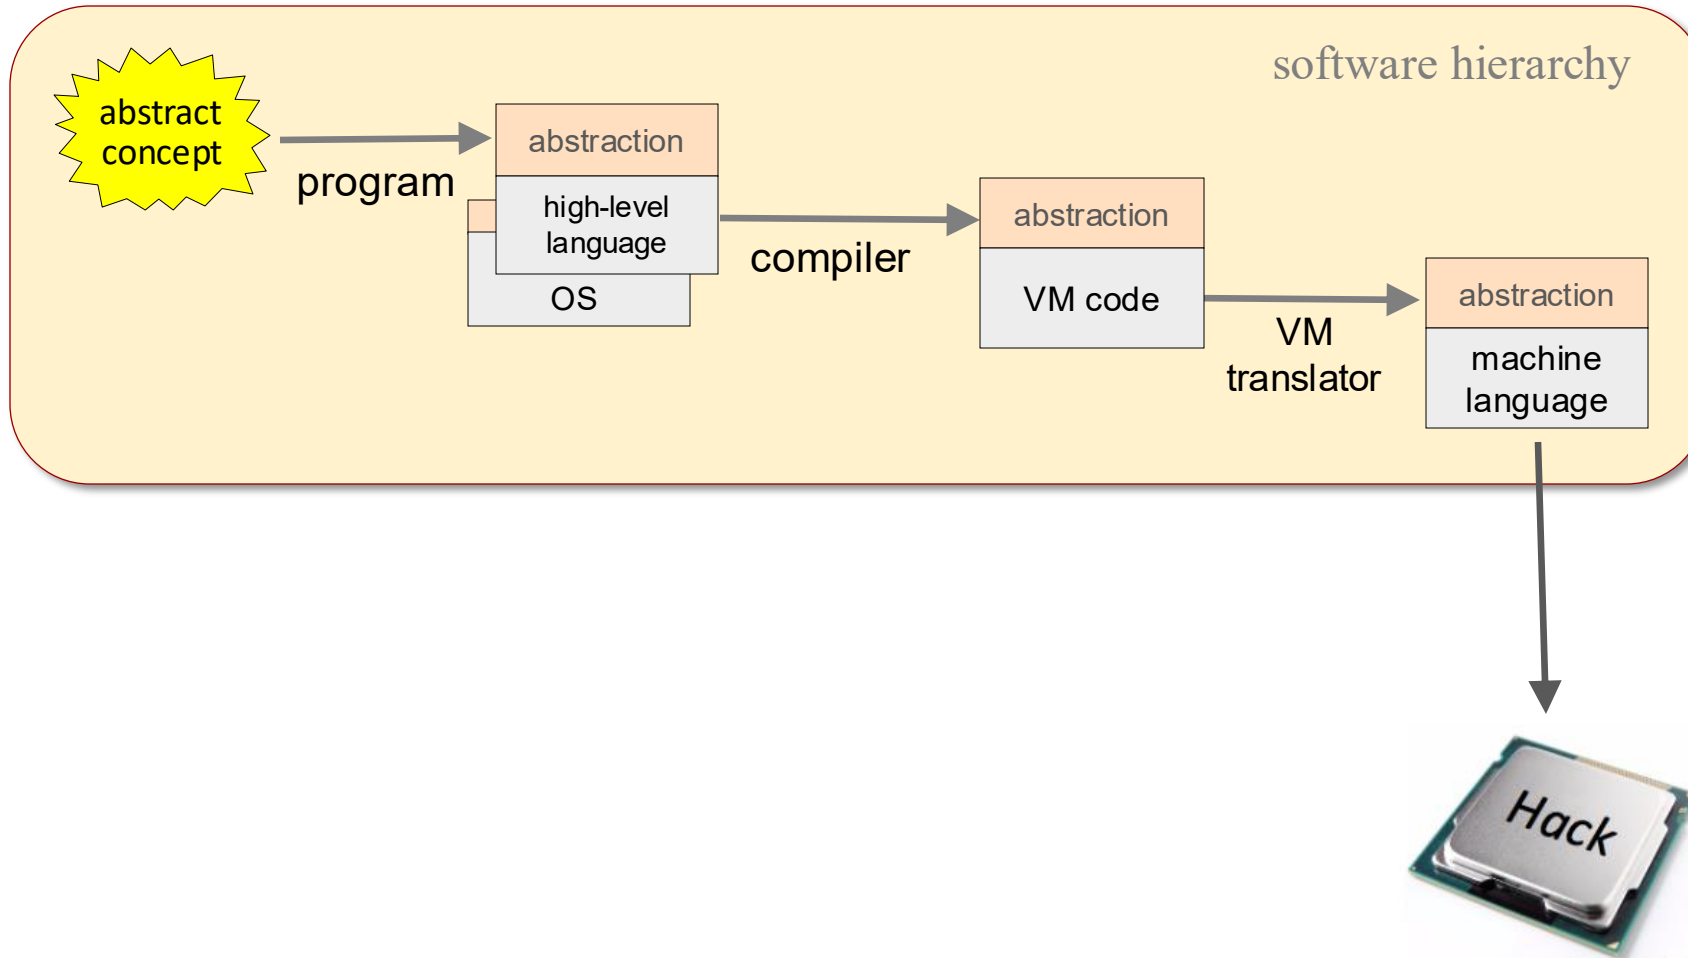 software hierarchy
abstract
concept
program
abstraction
high-level
language
OS
compiler
abstraction
VM code
VM
translator
abstraction
machine
language
Hack